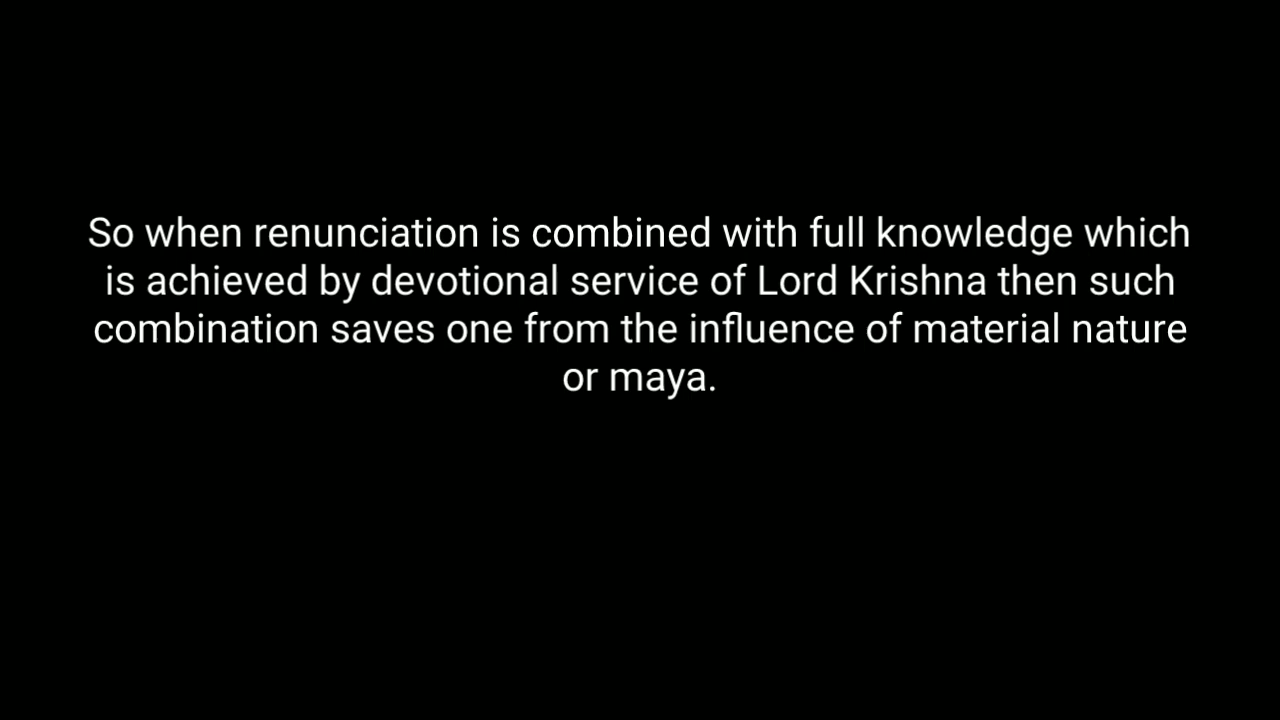 So when renunciation is combined with full knowledge which
is achieved by devotional service of Lord Krishna then such
combination saves one from the influence of material nature
or maya.